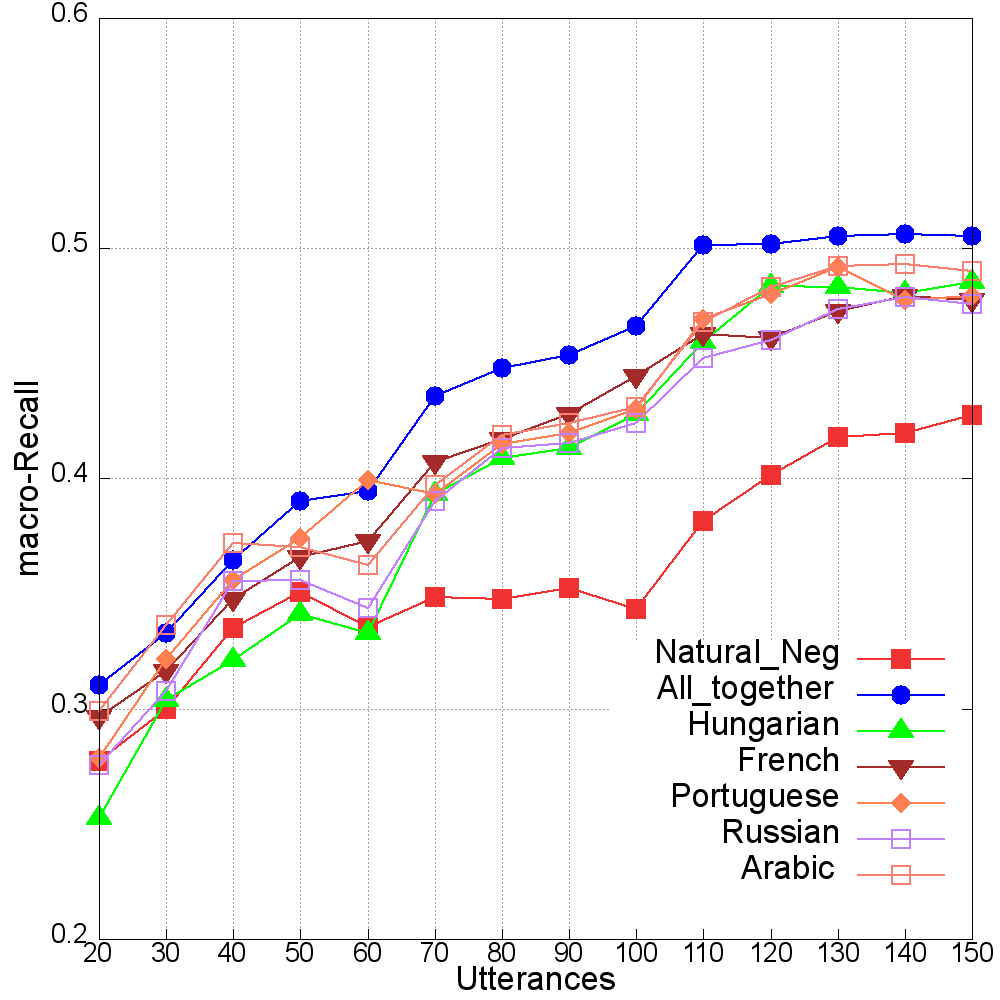 0.6
0.5
0.4
0.3
0.2
macro-Recall
Natural_Neg
All_together
Hungarian
French
Portuguese
Russian
Arabic
20 30 40 50 60 70 80 90 100 110 120 130 140 150
Utterances